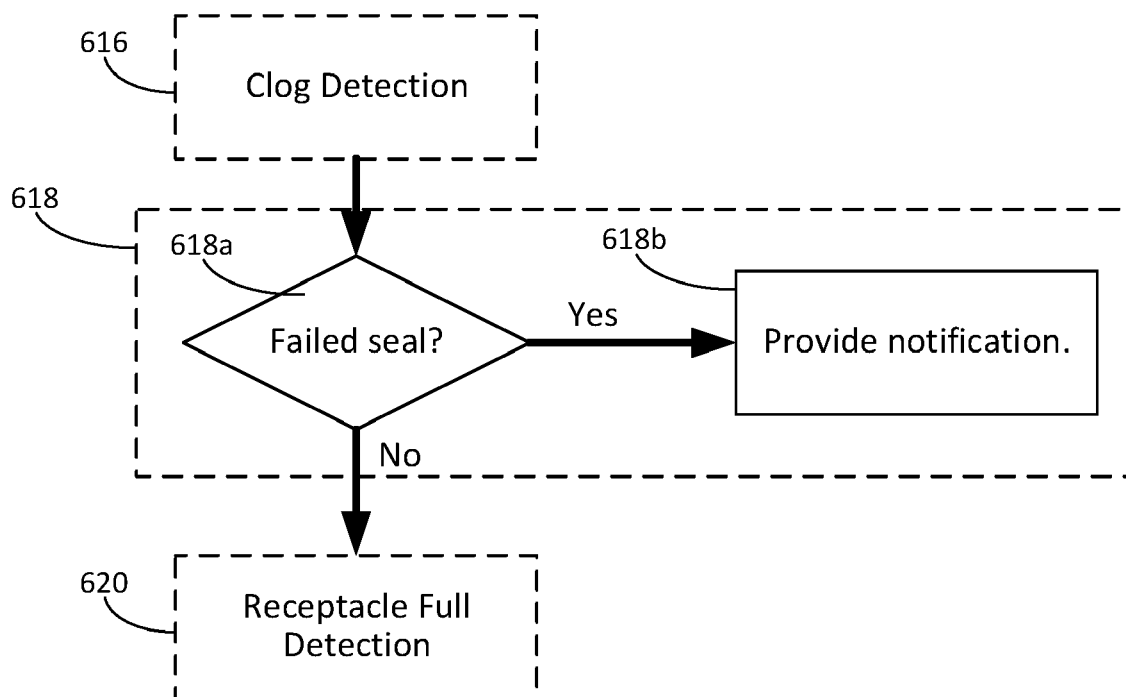 616
Clog Detection
618
618a
618b
Failed seal?
Yes
Provide notification.
No
620
Receptacle Full
Detection